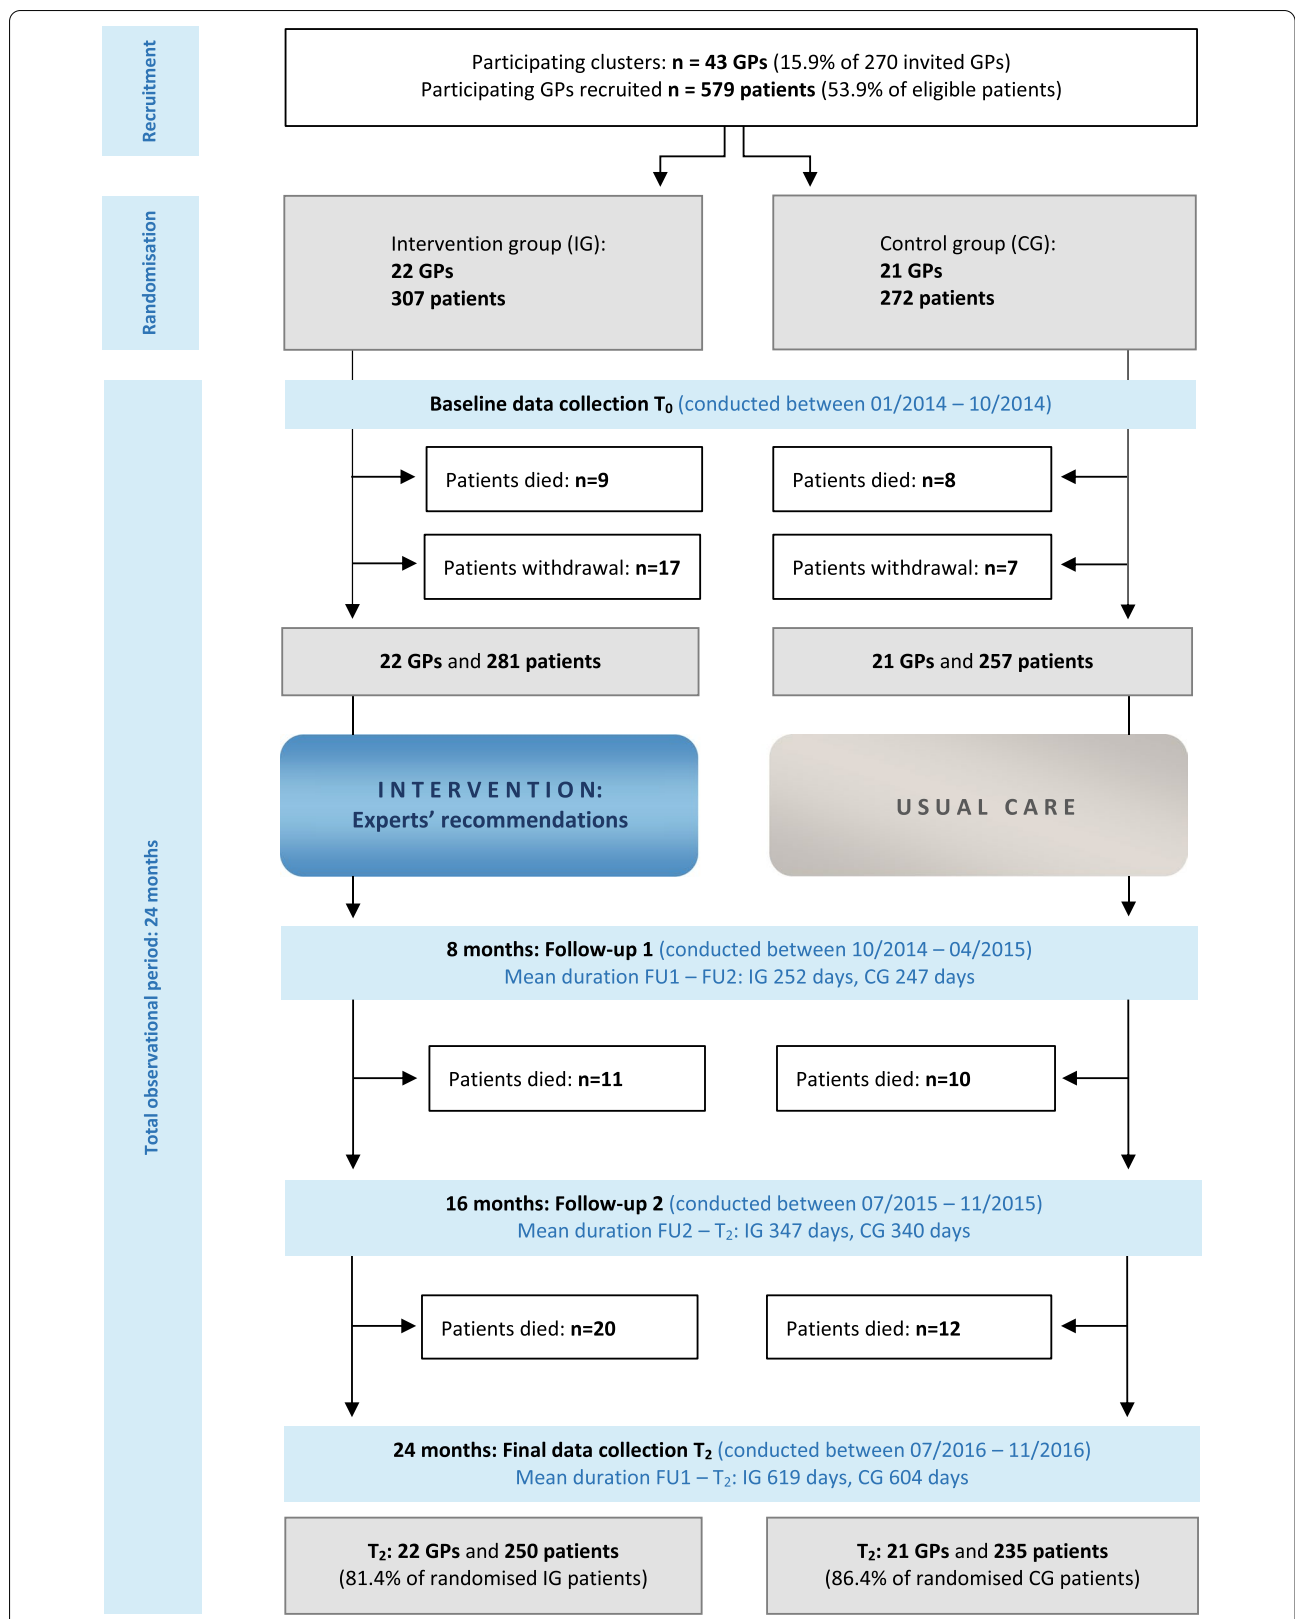 Recruitment
Participating clusters: n = 43 GPs (15.9% of 270 invited GPs)
Participating GPs recruited n = 579 patients (53.9% of eligible patients)
Randomisation
Intervention group (IG):
22 GPs
307 patients
Control group (CG):
21 GPs
272 patients
Total observational period: 24 months
Baseline data collection T₀ (conducted between 01/2014 – 10/2014)
Patients died: n=9
Patients died: n=8
Patients withdrawal: n=17
Patients withdrawal: n=7
22 GPs and 281 patients
21 GPs and 257 patients
INTERVENTION:
Experts’ recommendations
USUAL CARE
8 months: Follow-up 1 (conducted between 10/2014 – 04/2015)
Mean duration FU1 – FU2: IG 252 days, CG 247 days
Patients died: n=11
Patients died: n=10
16 months: Follow-up 2 (conducted between 07/2015 – 11/2015)
Mean duration FU2 – T₂: IG 347 days, CG 340 days
Patients died: n=20
Patients died: n=12
24 months: Final data collection T₂ (conducted between 07/2016 – 11/2016)
Mean duration FU1 – T₂: IG 619 days, CG 604 days
T₂: 22 GPs and 250 patients
(81.4% of randomised IG patients)
T₂: 21 GPs and 235 patients
(86.4% of randomised CG patients)